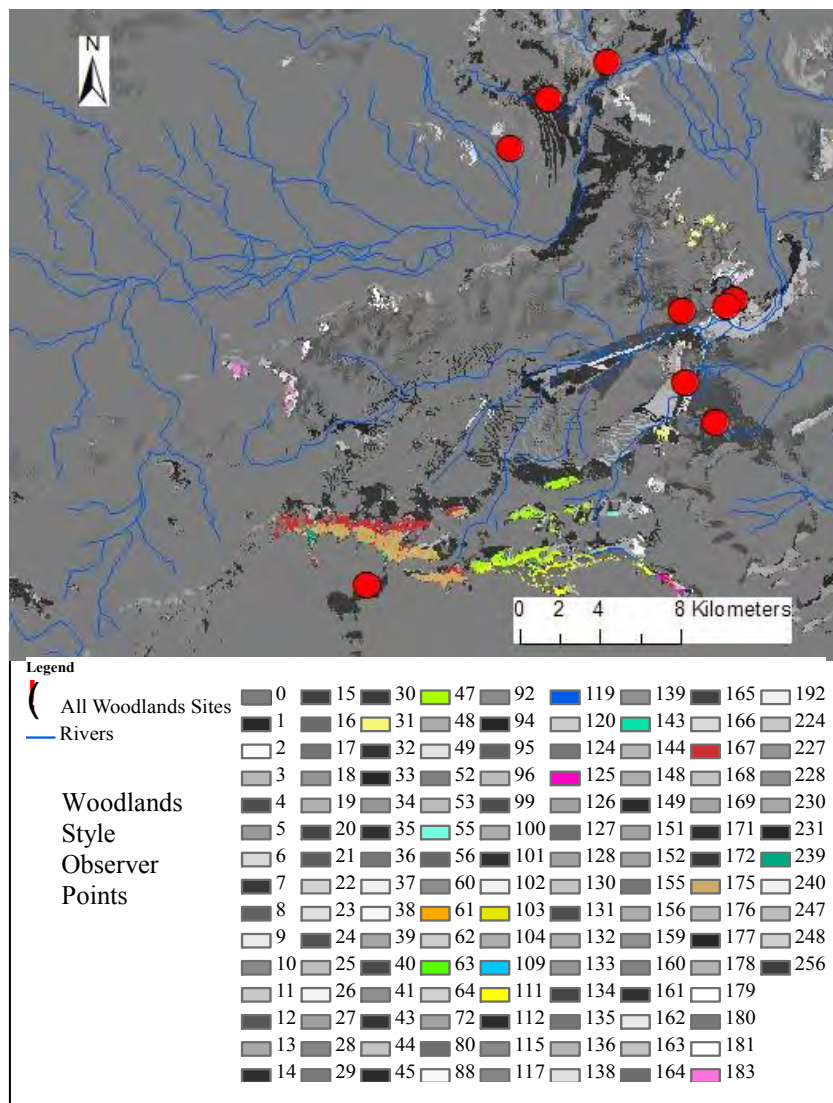 N
0 2 4 8 Kilometers
Legend
All Woodlands Sites
Rivers
Woodlands
Style
Observer
Points
0 15 30 47 92 119 139 165 192
1 16 31 48 94 120 143 166 224
2 17 32 49 95 124 144 167 227
3 18 33 52 96 125 148 168 228
4 19 34 53 99 126 149 169 230
5 20 35 55 100 127 151 171 231
6 21 36 56 101 128 152 172 239
7 22 37 60 102 130 155 175 240
8 23 38 61 103 131 156 176 247
9 24 39 62 104 132 159 177 248
10 25 40 63 109 133 160 178 256
11 26 41 64 111 134 161 179
12 27 43 72 112 135 162 180
13 28 44 80 115 136 163 181
14 29 45 88 117 138 164 183